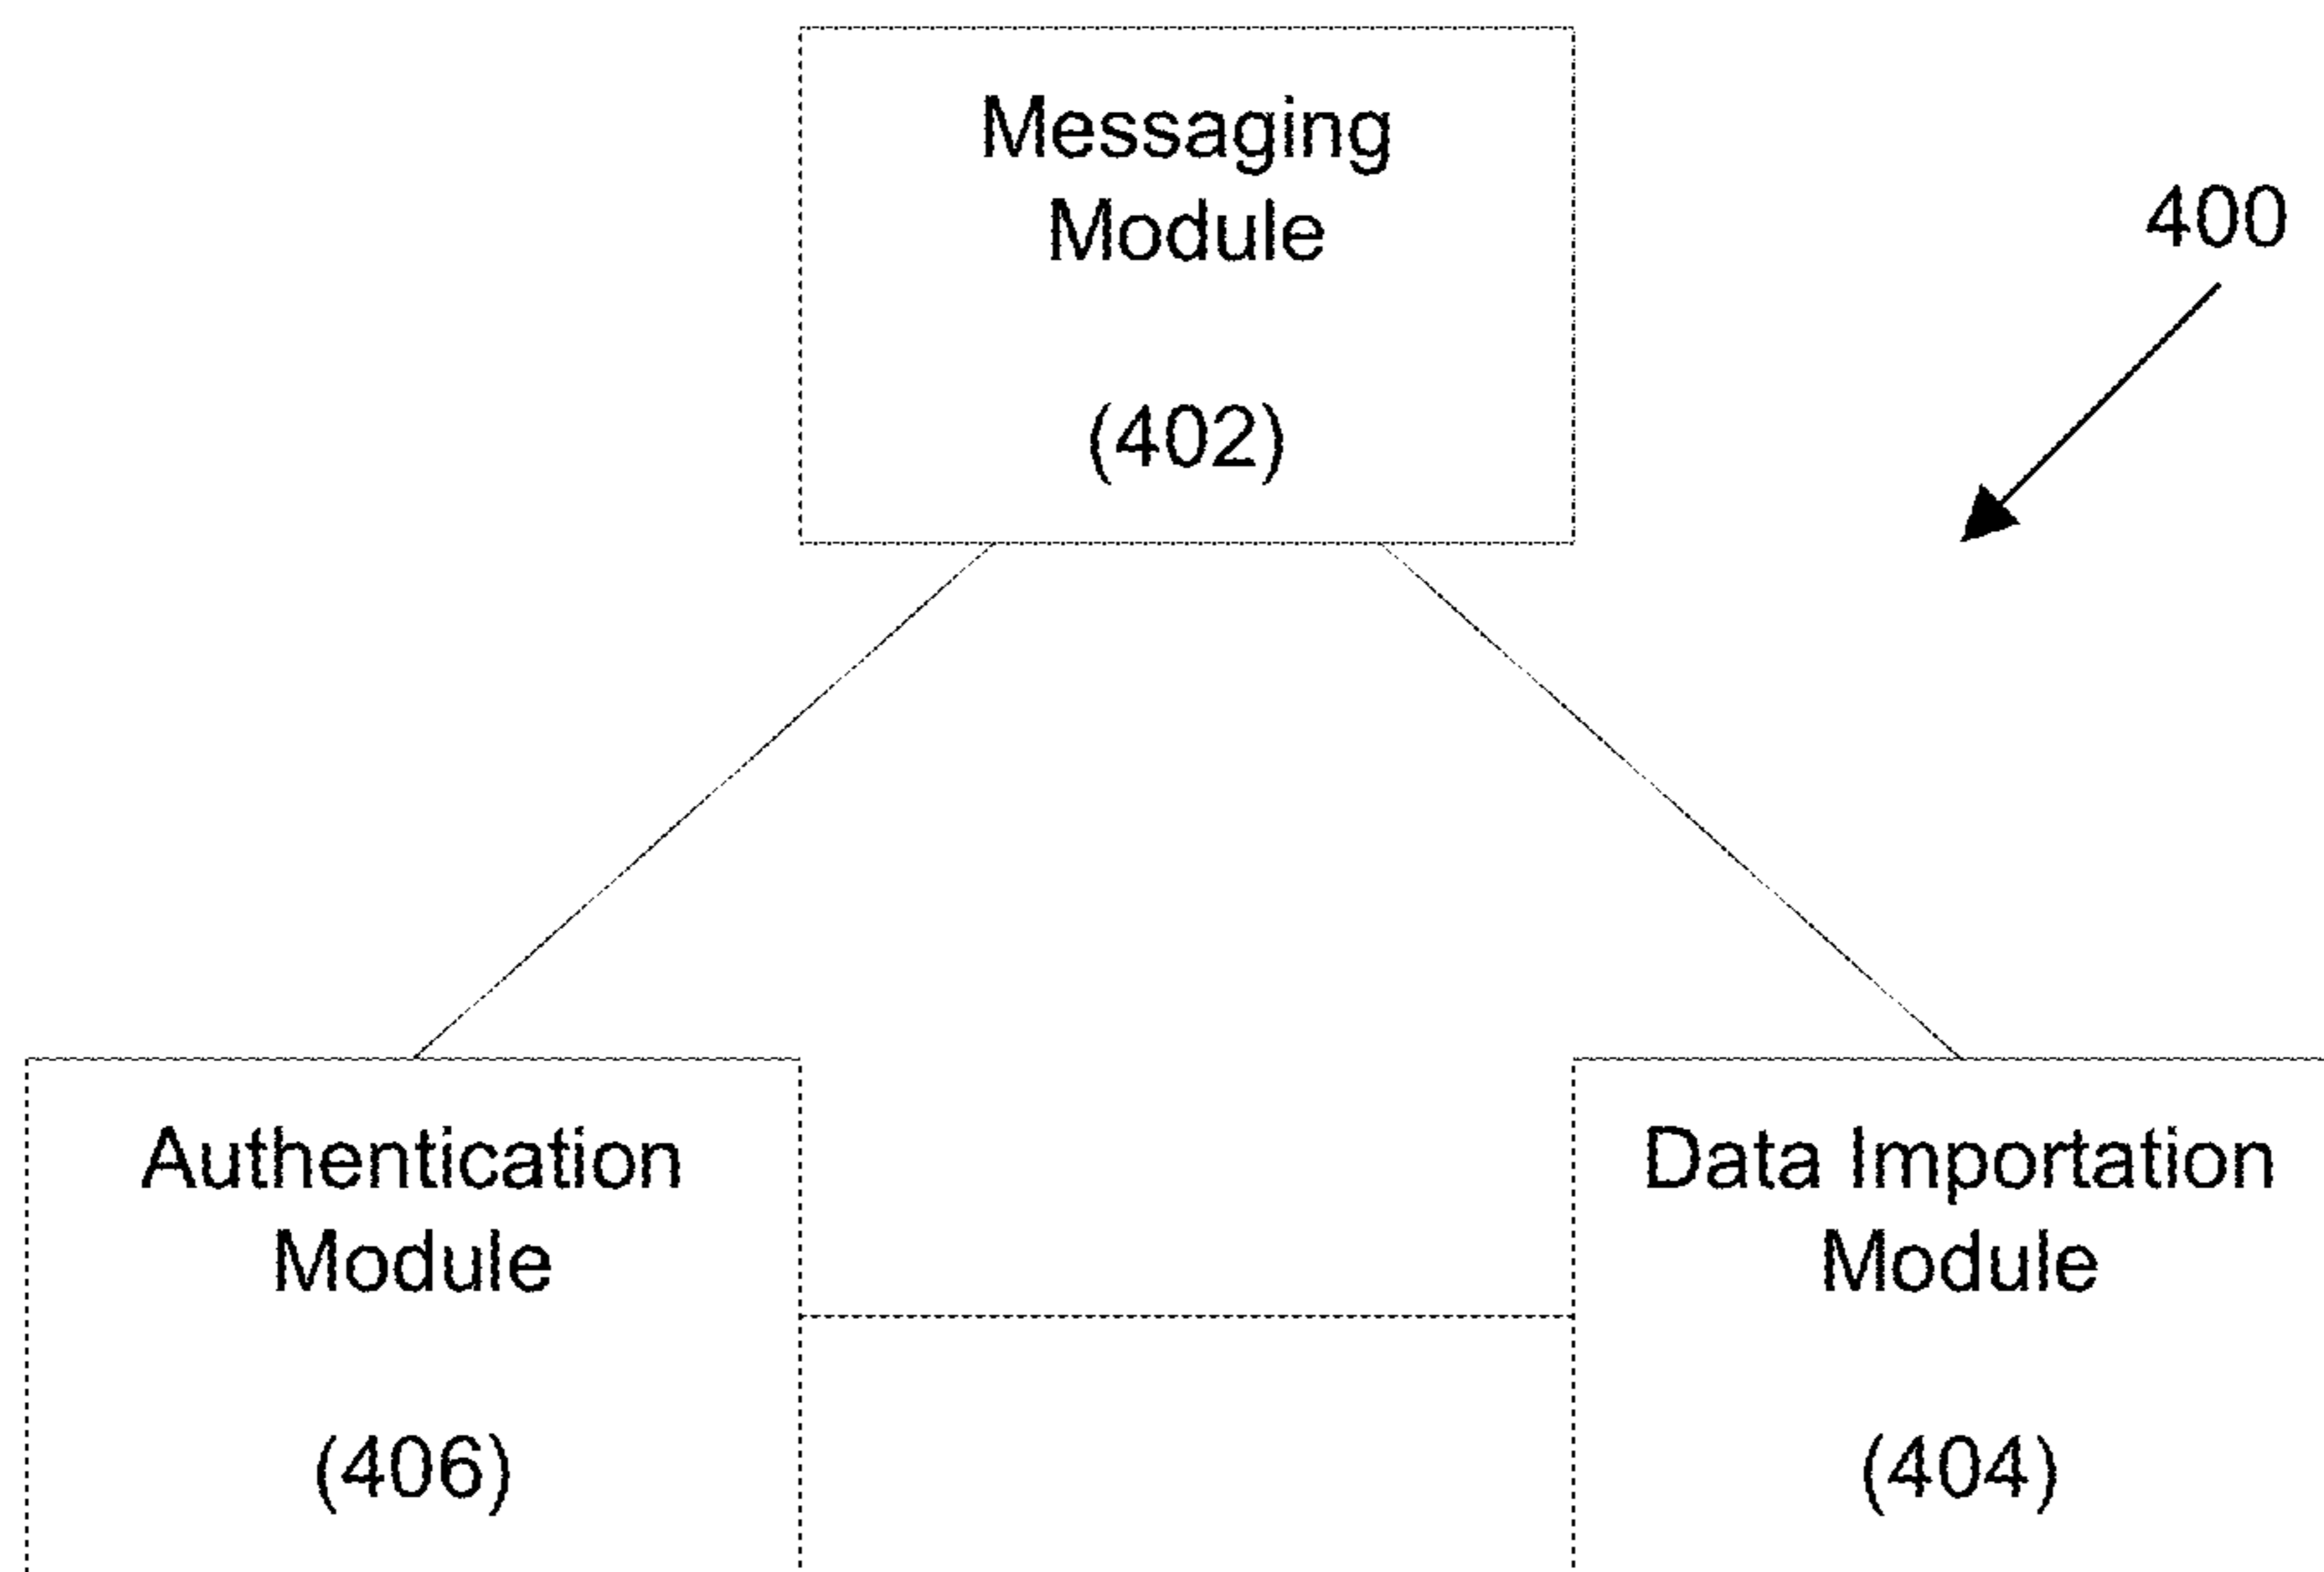 Messaging
Module
(402)
400
Authentication
Module
(406)
Data Importation
Module
(404)